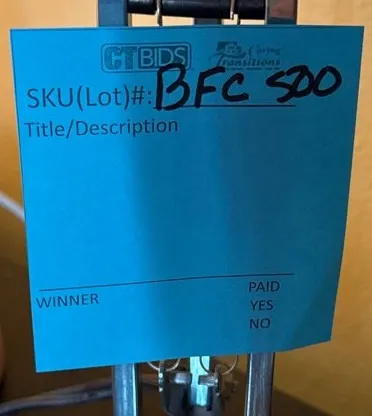 CTBIDS Caring Transitions
SKU(Lot)#: BFC 500
Title/Description
WINNER PAID
YES
NO